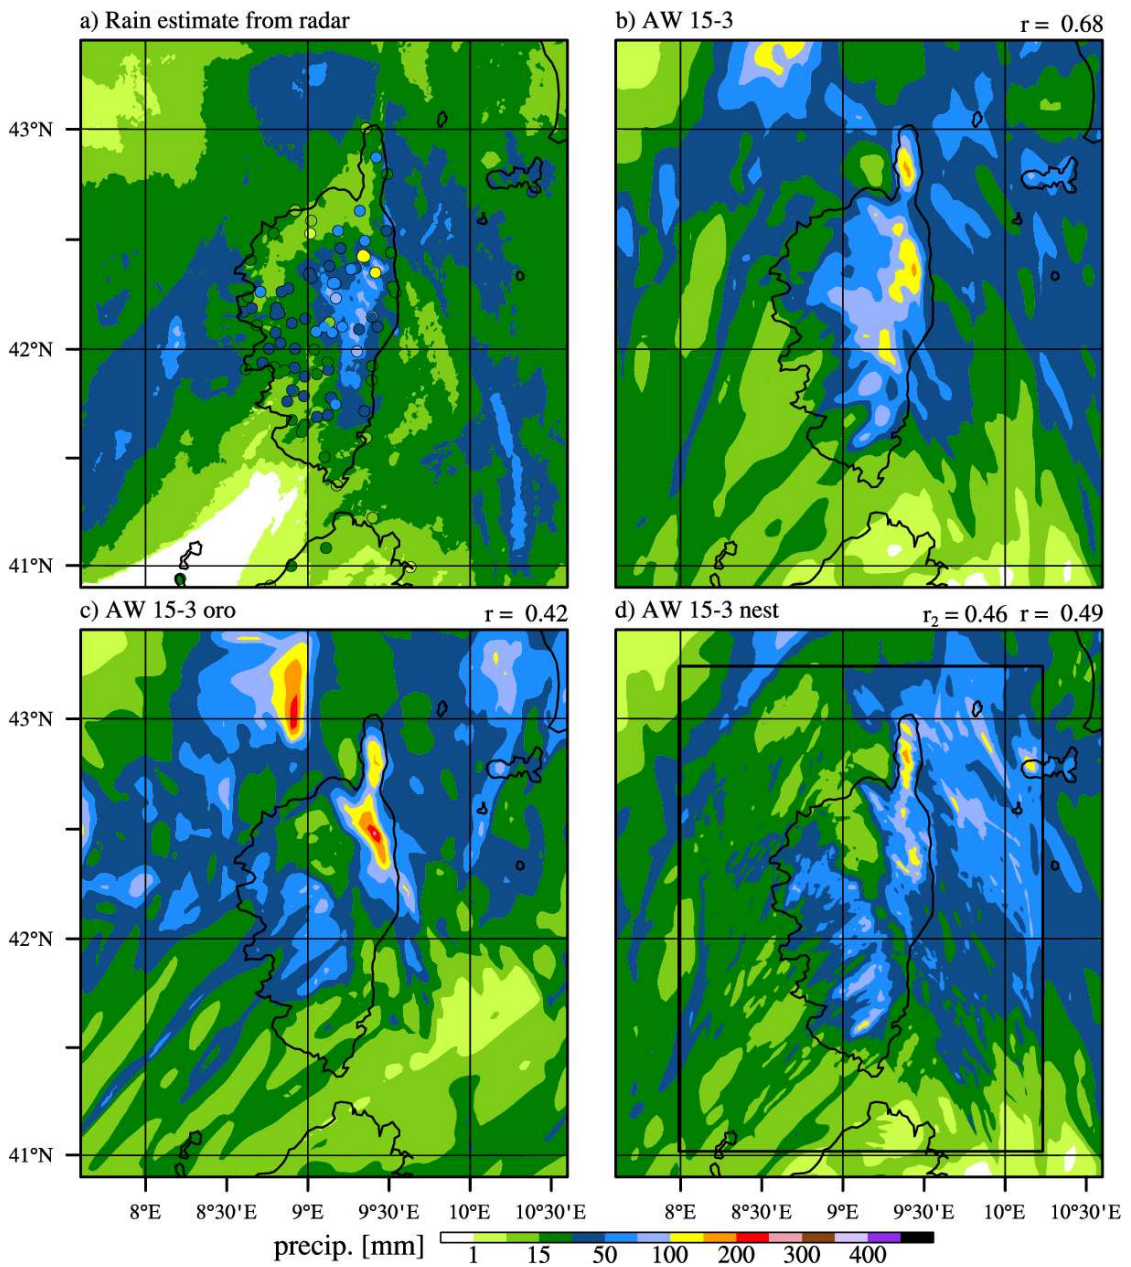 a) Rain estimate from radar
b) AW 15-3 r = 0.68
43°N
42°N
41°N
c) AW 15-3 oro r = 0.42
d) AW 15-3 nest r₂ = 0.46 r = 0.49
43°N
42°N
41°N
8°E 8°30'E 9°E 9°30'E 10°E 10°30'E
8°E 8°30'E 9°E 9°30'E 10°E 10°30'E
precip. [mm]
1 15 50 100 200 300 400